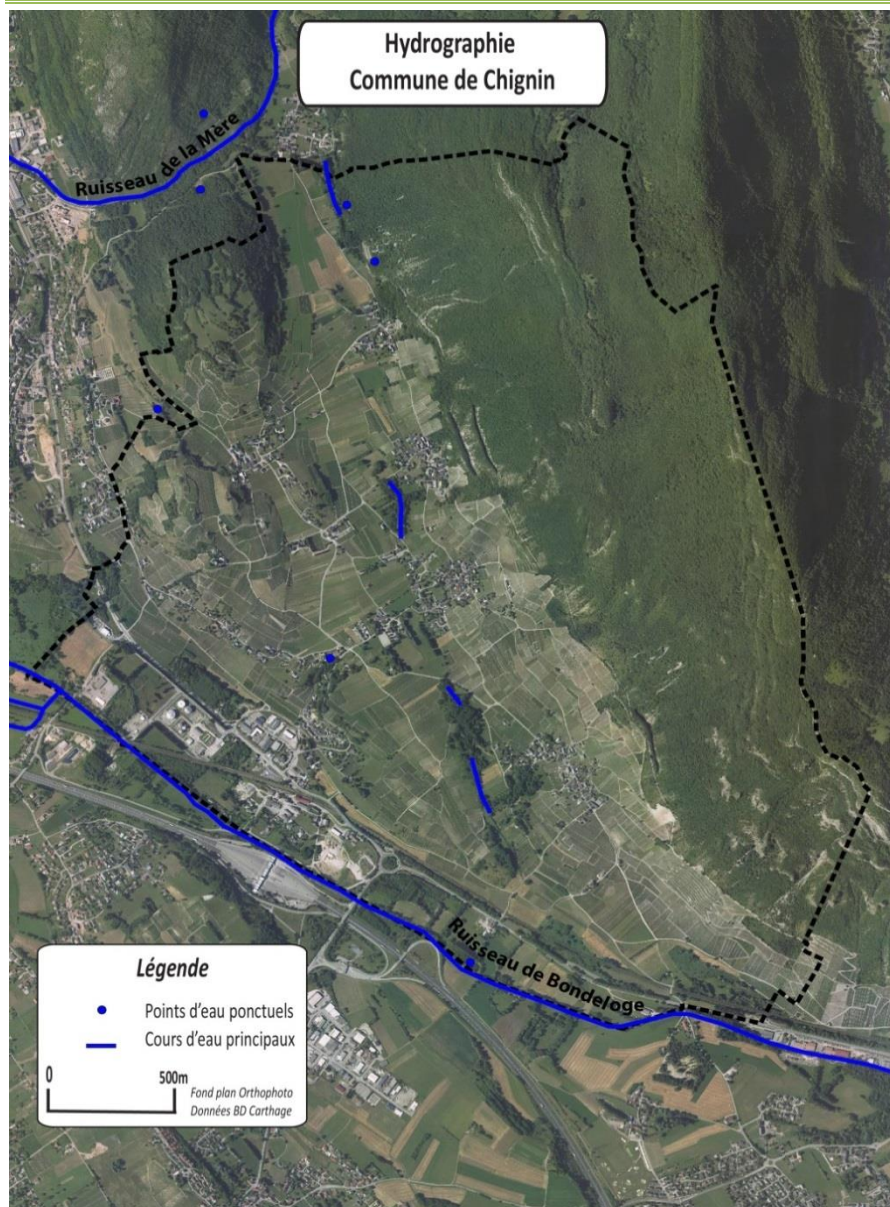 Hydrographie
Commune de Chignin
Ruisseau de la Mère
Ruisseau de Bondeloge
Légende
Points d'eau ponctuels
Cours d'eau principaux
0 500m
Fond plan Orthophoto
Données BD Carthage